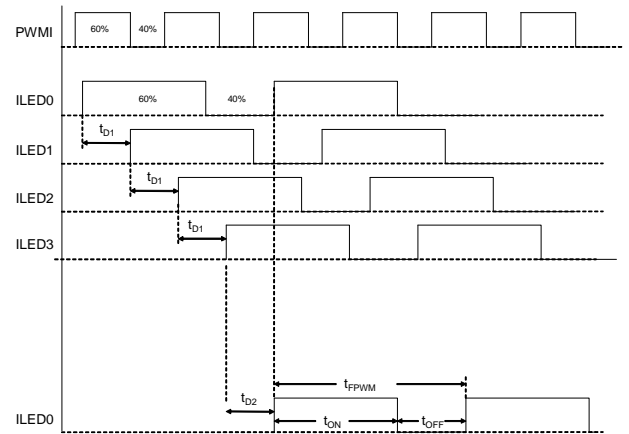 PWMI
60% 40%
ILED0
60% 40%
tD1
ILED1
tD1
ILED2
tD1
ILED3
tFPWM
tD2
tON tOFF
ILED0